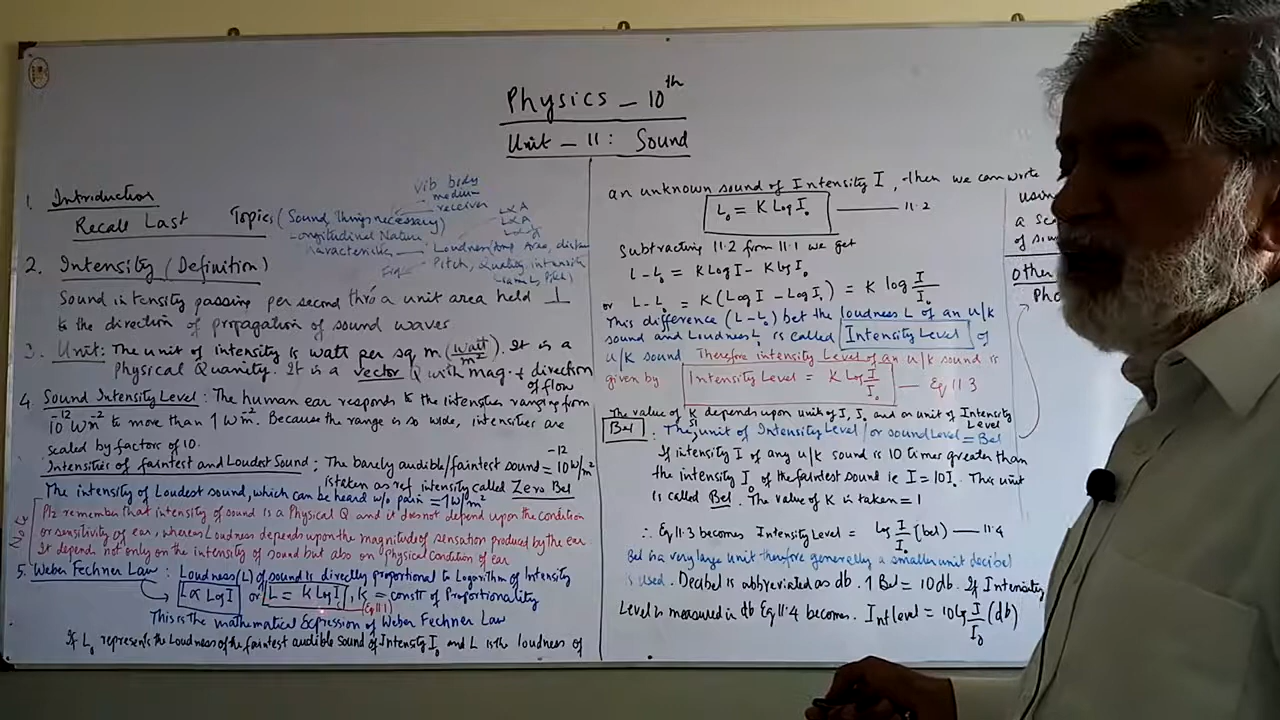 Physics - 10th
Unit - 11: Sound
1. Introduction
Recall Last Topic (Sound, Things necessary)
Vib body
medium
receiver
Longitudinal Nature
Characteristics
L∝A
L∝A
Loudness (Amp Area, distan
Pitch, Quality, intensity
(same L, Pitch)
2. Intensity (Definition)
Sound intensity passing per second thro a unit area held ⊥
to the direction of propagation of sound waves
3. Unit: The unit of intensity is watt per sq m (watt/m²). It is a
Physical Quanity. It is a vector Q with mag. + direction
of flow
4. Sound Intensity Level: The human ear responds to the intensities ranging from
10⁻¹² Wm⁻² to more than 1 Wm⁻². Because the range is so wide, intensities are
scaled by factors of 10.
Intensities of faintest and Loudest Sound; The barely audible/faintest sound = 10⁻¹² W/m²
is taken as ref intensity called Zero Bel
The intensity of Loudest sound, which can be heard w/o pain = 1 W/m²
Note
Plz remember that intensity of sound is a Physical Q and it does not depend upon the condition
or sensitivity of ear, whereas Loudness depends upon the magnitude of sensation produced by the ear
It depends not only on the intensity of sound but also on physical condition of ear
5. Weber Fechner Law: Loudness (L) of sound is directly proportional to Logarithm of Intensity
L∝ Log I or L = K Log I, K = constt of Proportionality
(Eq 11.1)
This is the mathematical Expression of Weber Fechner Law
If L₀ represents the Loudness of the faintest audible Sound of Intensity I₀ and L is the loudness of
an unknown sound of Intensity I, then we can write
L₀ = K Log I₀ 11.2
Subtracting 11.2 from 11.1 we get
L-L₀ = K Log I - K log I₀
or L-L₀ = K (Log I - Log I₀) = K log I/I₀
This difference (L-L₀) bet the loudness L of an u/k
sound and Loudness L₀ is called Intensity Level of
u/k sound Therefore intensity Level of an u/k sound is
given by Intensity Level = K Log I/I₀ Eq 11.3
The value of K depends upon units of I, I₀ and on unit of Intensity
Level
Bel : The SI unit of Intensity Level/or sound Level = Bel
If intensity I of any u/k sound is 10 times greater than
the intensity I₀ of the faintest sound ie I = 10I₀. This unit
is called Bel. The value of K is taken = 1
∴ Eq 11.3 becomes Intensity Level = log I/I₀ (bel) 11.4
Bel is a very large unit therefore generally a smaller unit decibel
is used. Decibel is abbreviated as db. 1 Bel = 10 db. If Intensity
Level is measured in db Eq 11.4 becomes. Int level = 10 log I/I₀ (db)
using
a sc
of sou
other
Pho